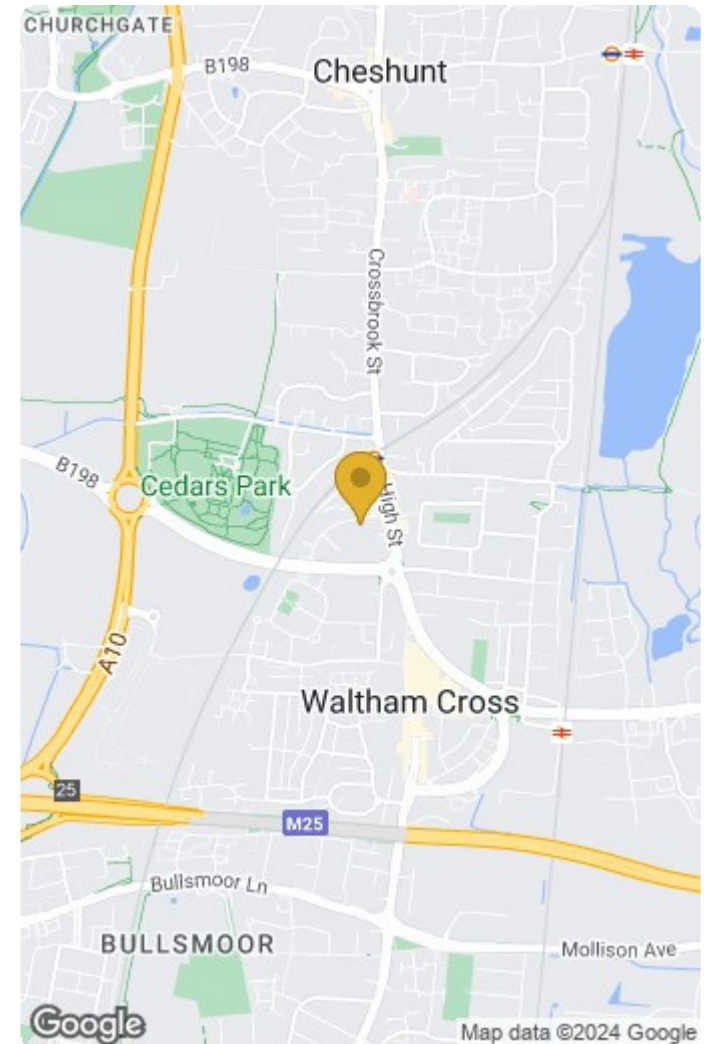 CHURCHGATE
B198
Cheshunt
Crossbrook St
B198
Cedars Park
High St
A10
Waltham Cross
25
M25
Bullsmoor Ln
BULLSMOOR
Mollison Ave
Google
Map data ©2024 Google